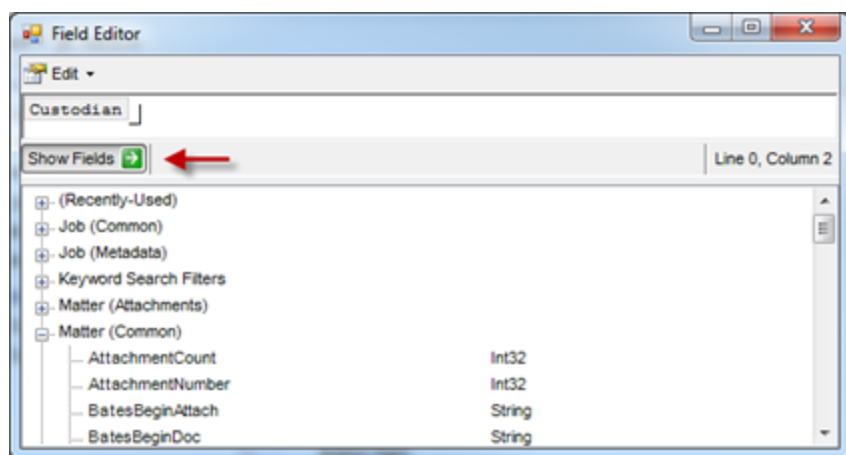 Field Editor
Edit
Custodian
Show Fields
Line 0, Column 2
(Recently-Used)
Job (Common)
Job (Metadata)
Keyword Search Filters
Matter (Attachments)
Matter (Common)
AttachmentCount Int32
AttachmentNumber Int32
BatesBeginAttach String
BatesBeginDoc String